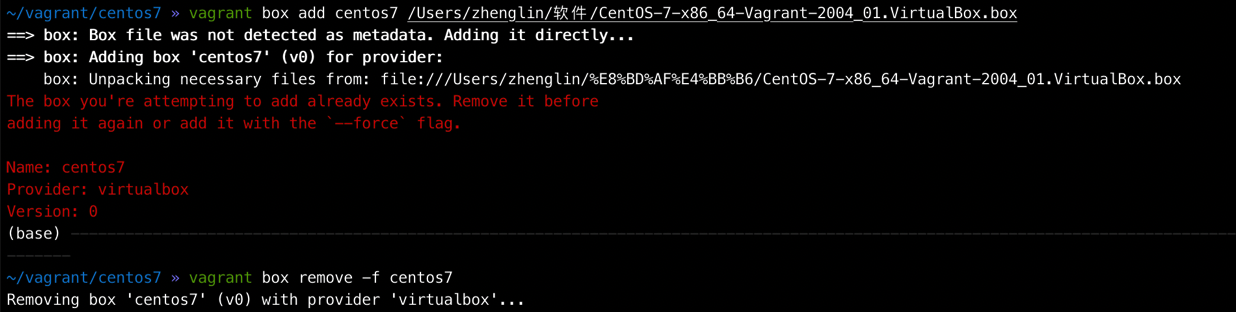 ~/vagrant/centos7 » vagrant box add centos7 /Users/zhenglin/软件/CentOS-7-x86_64-Vagrant-2004_01.VirtualBox.box
==> box: Box file was not detected as metadata. Adding it directly...
==> box: Adding box 'centos7' (v0) for provider:
    box: Unpacking necessary files from: file:///Users/zhenglin/%E8%BD%AF%E4%BB%B6/CentOS-7-x86_64-Vagrant-2004_01.VirtualBox.box
The box you're attempting to add already exists. Remove it before
adding it again or add it with the `--force` flag.

Name: centos7
Provider: virtualbox
Version: 0
(base)
~/vagrant/centos7 » vagrant box remove -f centos7
Removing box 'centos7' (v0) with provider 'virtualbox'...